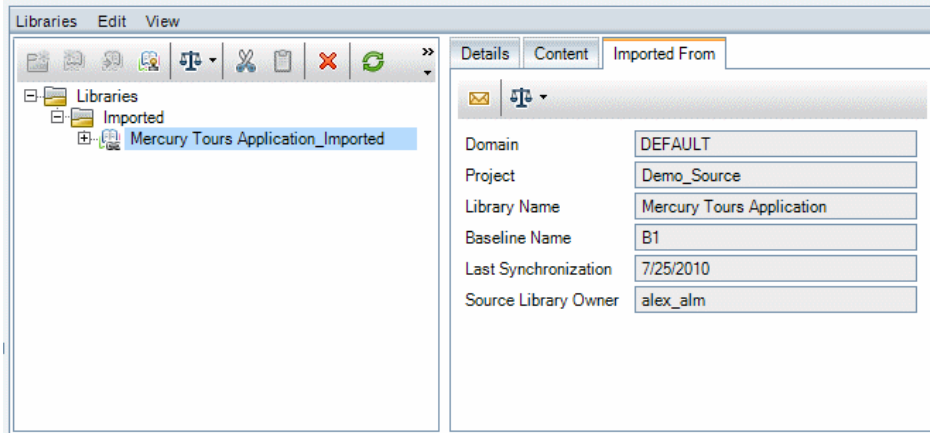 Libraries Edit View
Details Content Imported From
Libraries
Imported
Mercury Tours Application_Imported
Domain DEFAULT
Project Demo_Source
Library Name Mercury Tours Application
Baseline Name B1
Last Synchronization 7/25/2010
Source Library Owner alex_alm